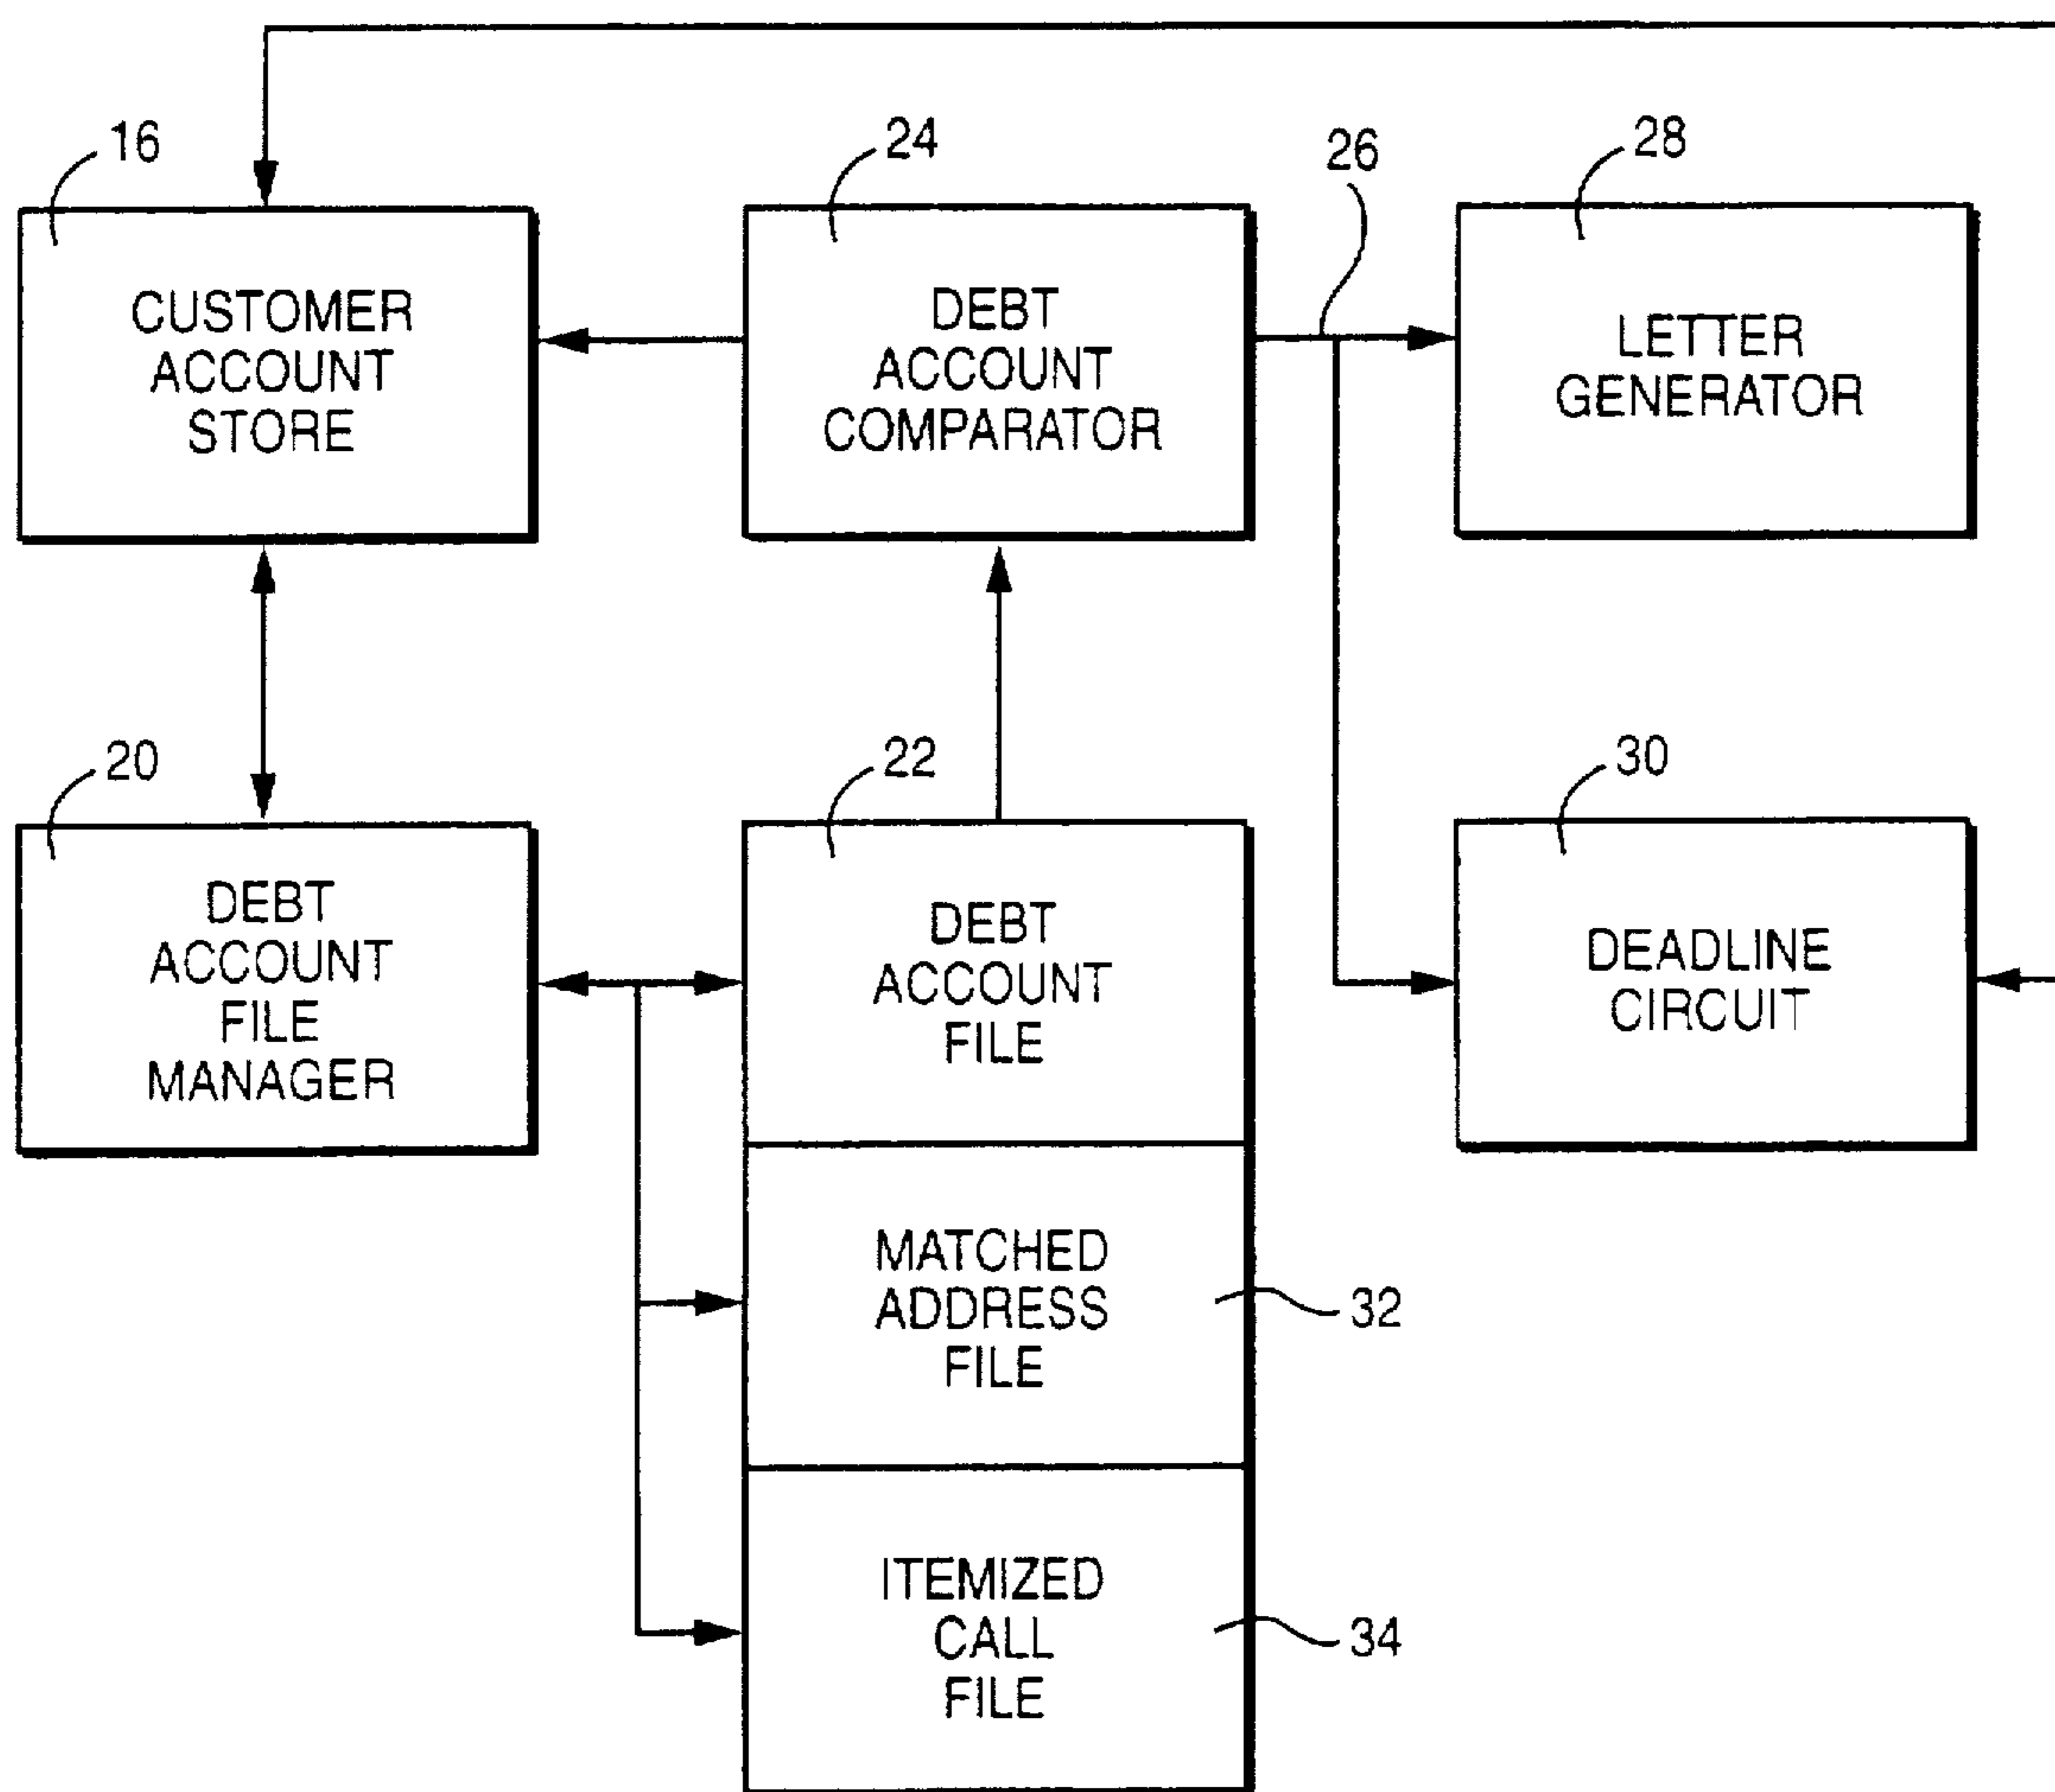 16
CUSTOMER
ACCOUNT
STORE
24
DEBT
ACCOUNT
COMPARATOR
26
28
LETTER
GENERATOR
20
DEBT
ACCOUNT
FILE
MANAGER
22
DEBT
ACCOUNT
FILE
30
DEADLINE
CIRCUIT
MATCHED
ADDRESS
FILE
32
ITEMIZED
CALL
FILE
34